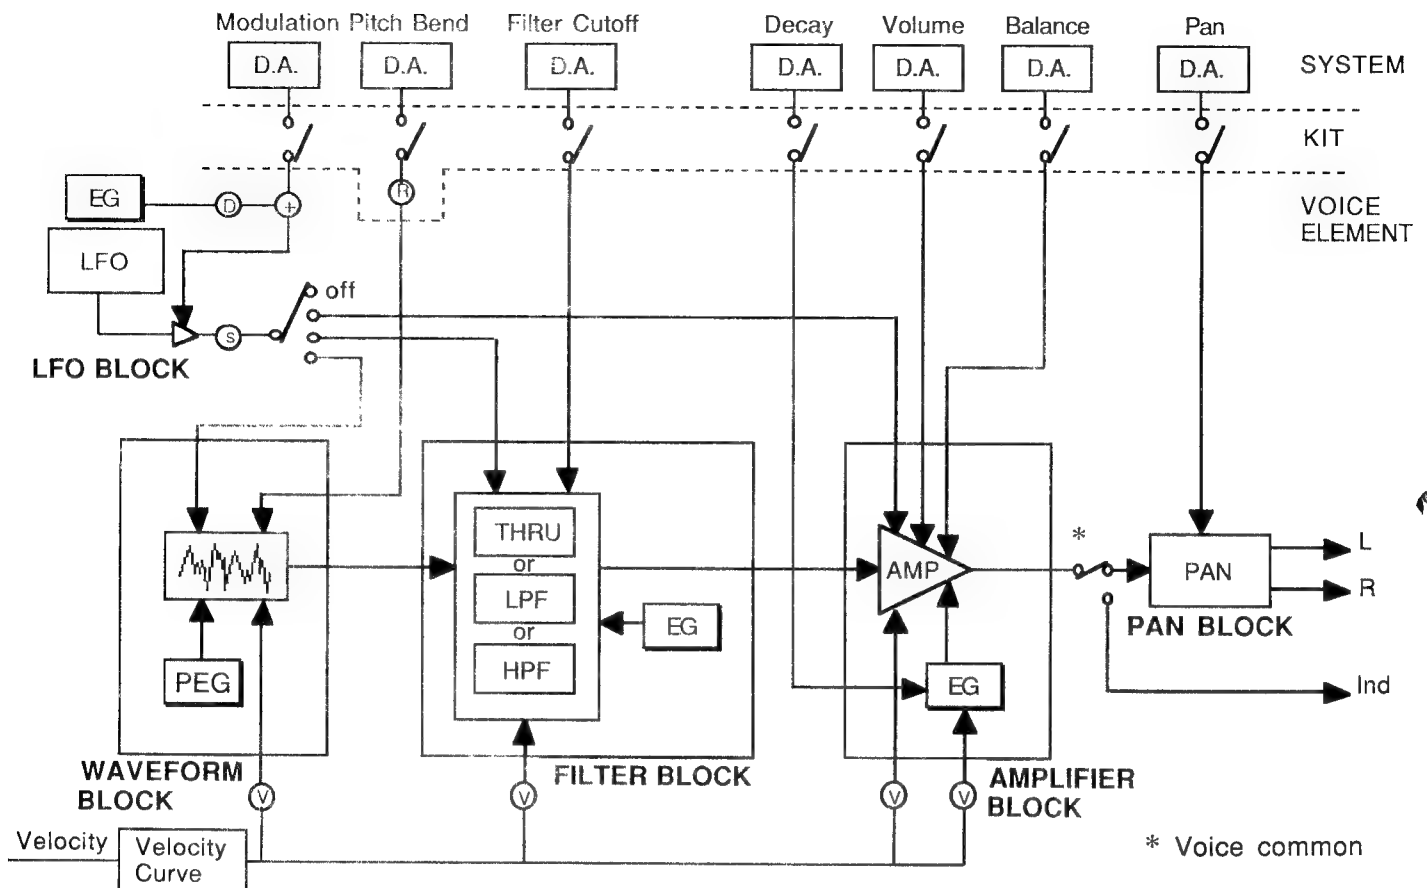 Modulation Pitch Bend Filter Cutoff Decay Volume Balance Pan
D.A. D.A. D.A. D.A. D.A. D.A. D.A. SYSTEM
KIT
EG D + R VOICE
ELEMENT
LFO
off
S
LFO BLOCK
*
THRU
or
LPF
or
HPF
AMP
PAN
L
R
PAN BLOCK
EG
PEG
EG
Ind
WAVEFORM
BLOCK
FILTER BLOCK
AMPLIFIER
BLOCK
V V V V
Velocity
Velocity
Curve
* Voice common